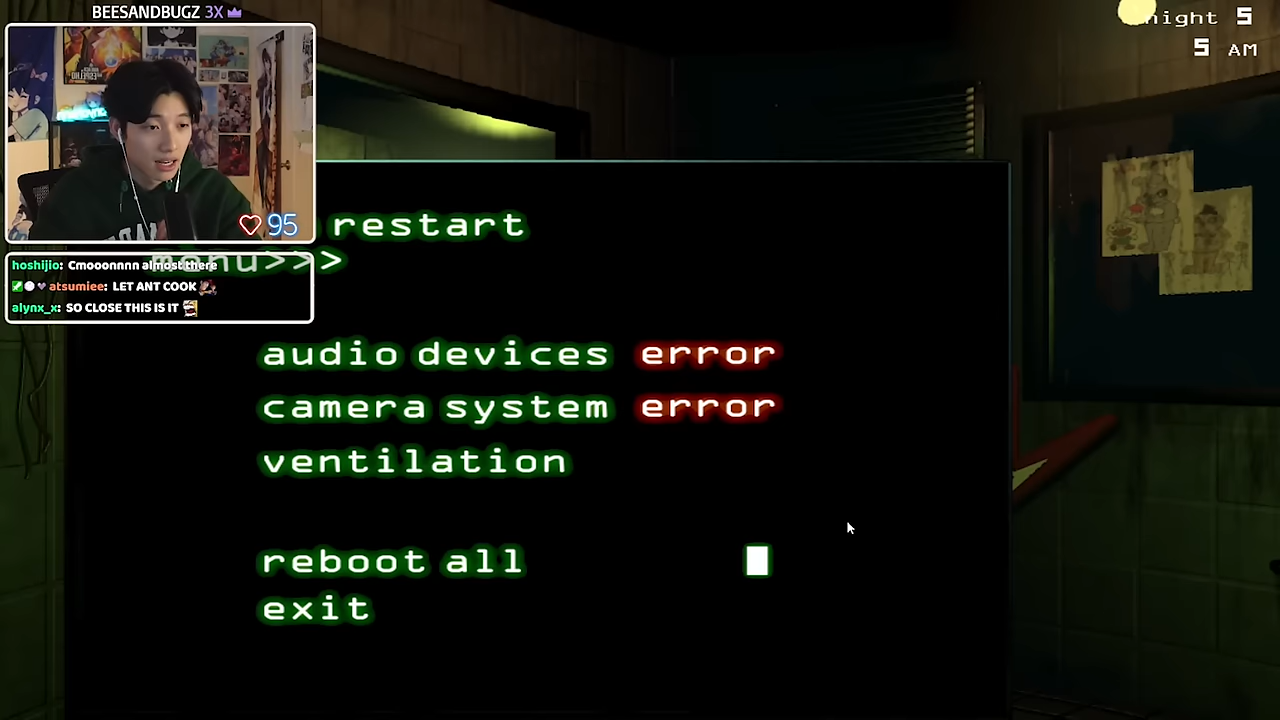 BEESANDBUGZ 3X
night 5
5 AM
95
restart
menu>>>
hoshijio: Cmooonnnn almost there
atsumiee: LET ANT COOK
alynx_x: SO CLOSE THIS IS IT
audio devices error
camera system error
ventilation
reboot all
exit